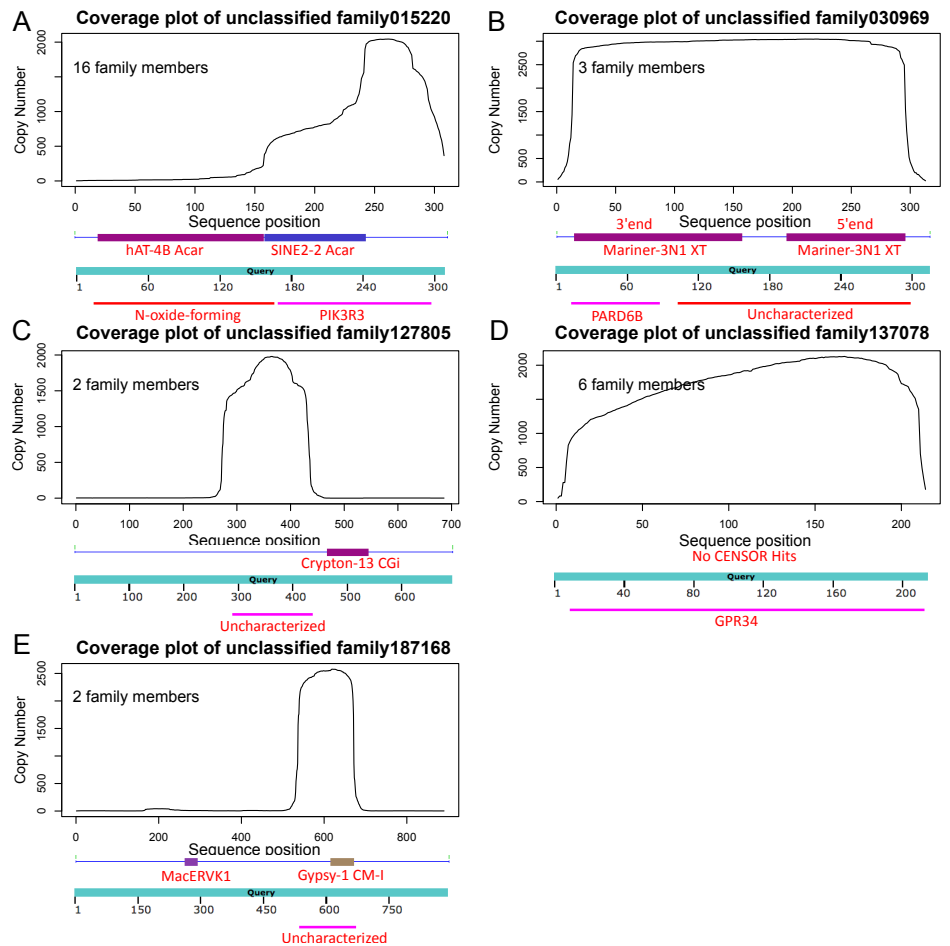 A
Coverage plot of unclassified family015220
16 family members
Copy Number
0 500 1000 2000
0 50 100 150 200 250 300
Sequence position
hAT-4B Acar SINE2-2 Acar
Query
1 60 120 180 240 300
N-oxide-forming PIK3R3
B
Coverage plot of unclassified family030969
3 family members
Copy Number
0 500 1500 2500
0 50 100 150 200 250 300
Sequence position
3'end 5'end
Mariner-3N1 XT Mariner-3N1 XT
Query
1 60 120 180 240 300
PARD6B Uncharacterized
C
Coverage plot of unclassified family127805
2 family members
Copy Number
0 500 1000 1500 2000
0 100 200 300 400 500 600 700
Sequence position
Crypton-13 CGi
Query
1 100 200 300 400 500 600
Uncharacterized
D
Coverage plot of unclassified family137078
6 family members
Copy Number
0 500 1000 2000
0 50 100 150 200
Sequence position
No CENSOR Hits
Query
1 40 80 120 160 200
GPR34
E
Coverage plot of unclassified family187168
2 family members
Copy Number
0 500 1500 2500
0 200 400 600 800
Sequence position
MacERVK1 Gypsy-1 CM-I
Query
1 150 300 450 600 750
Uncharacterized